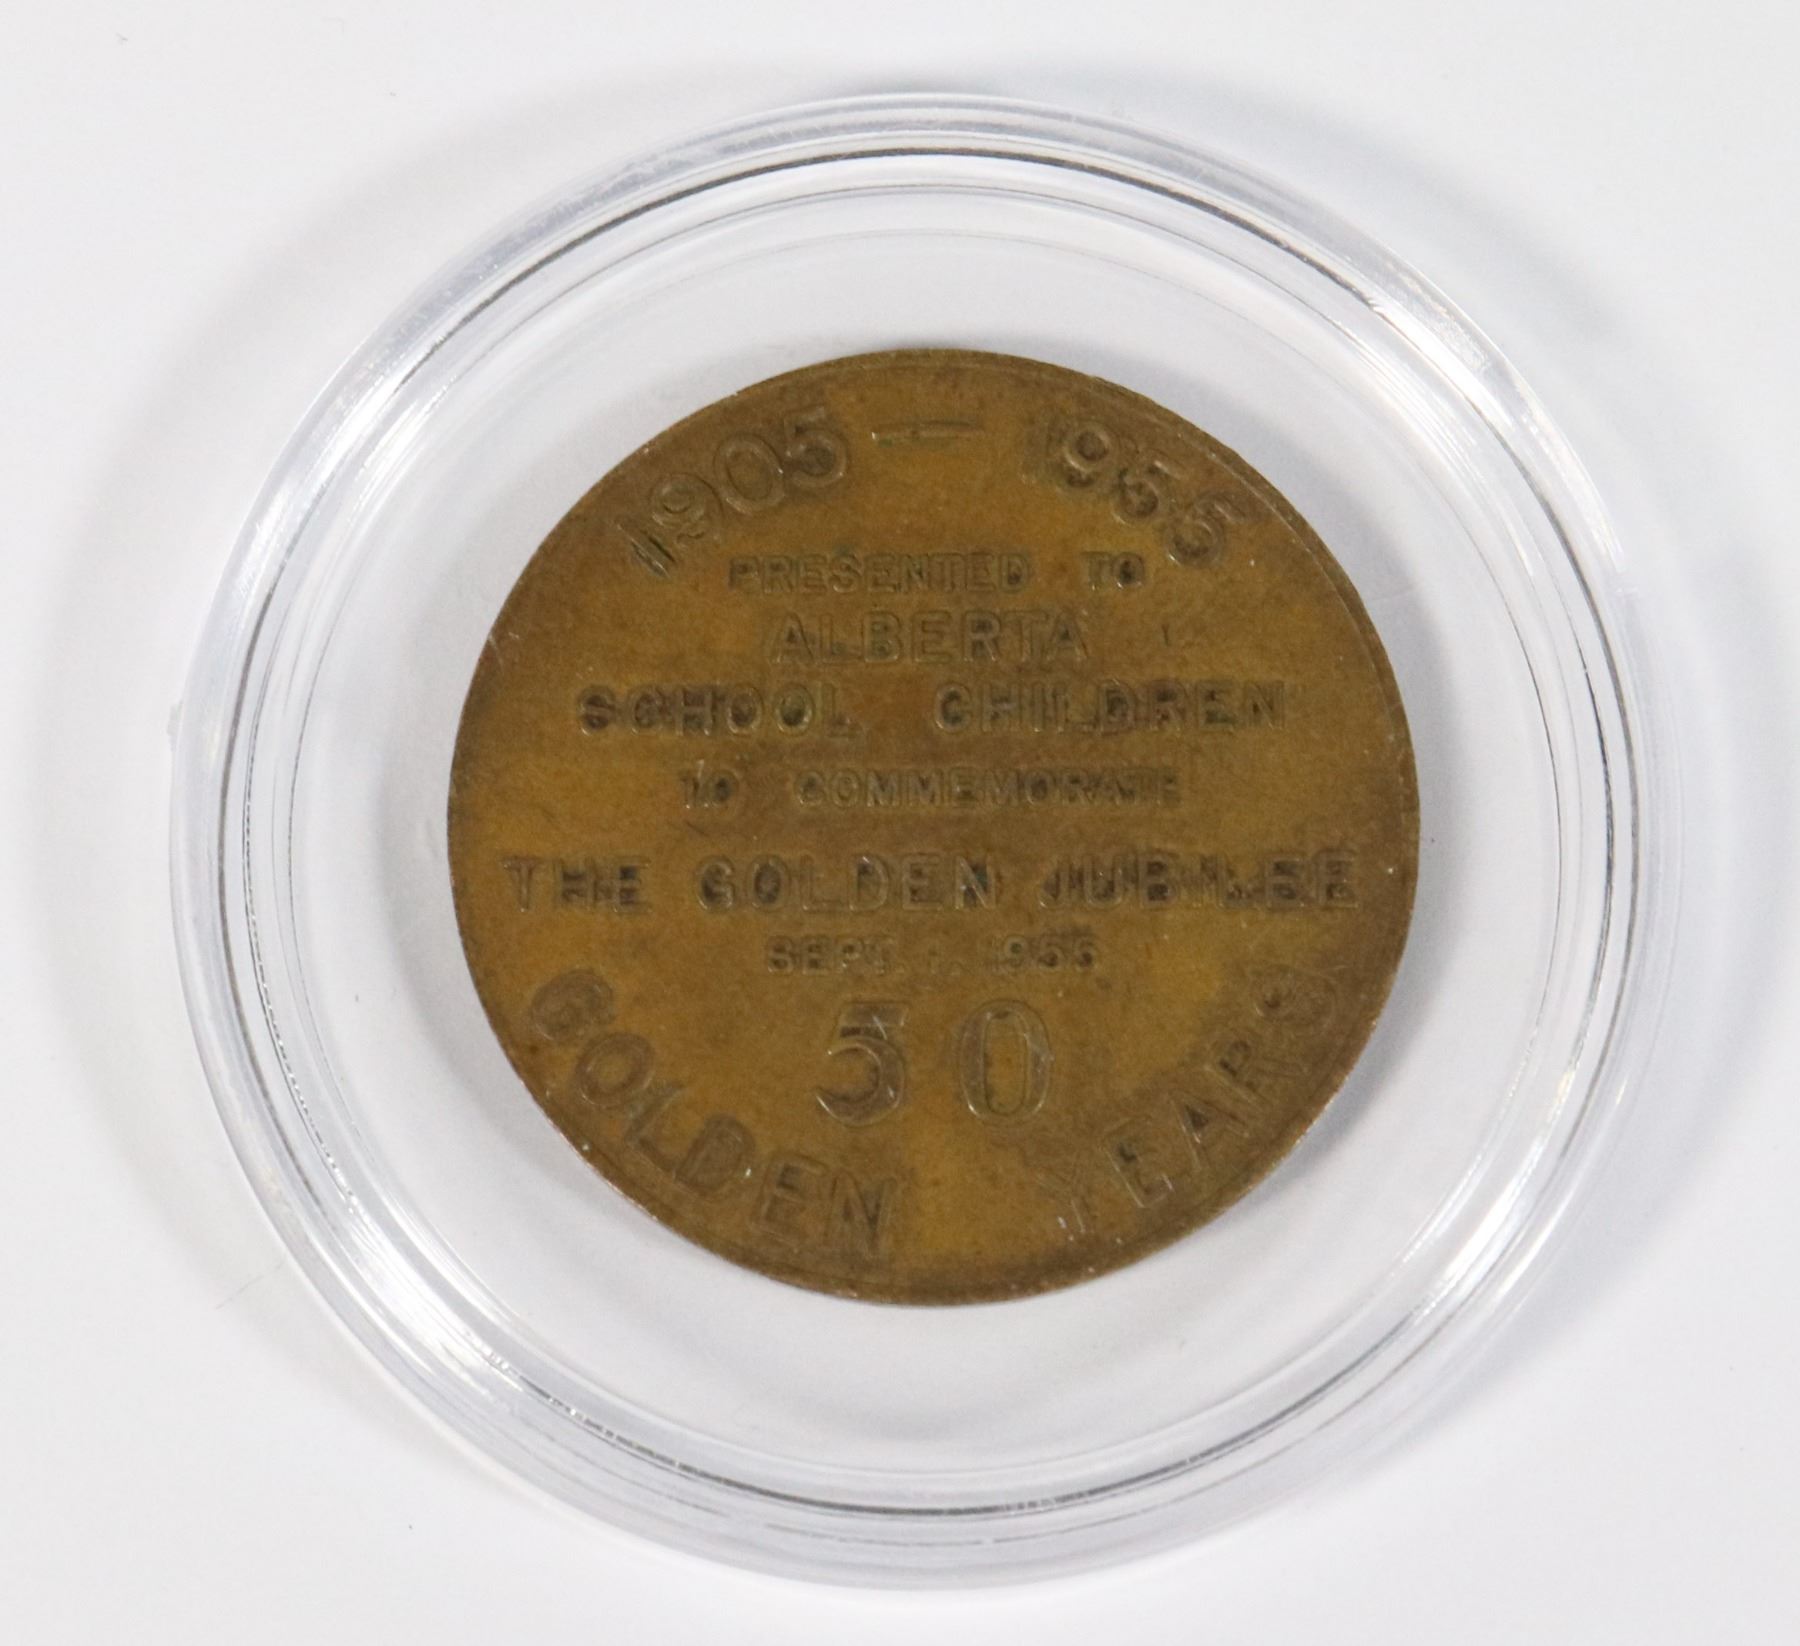 1905 — 1955
PRESENTED TO
ALBERTA
SCHOOL CHILDREN
TO COMMEMORATE
THE GOLDEN JUBILEE
SEPT. 1. 1955
50
GOLDEN YEARS